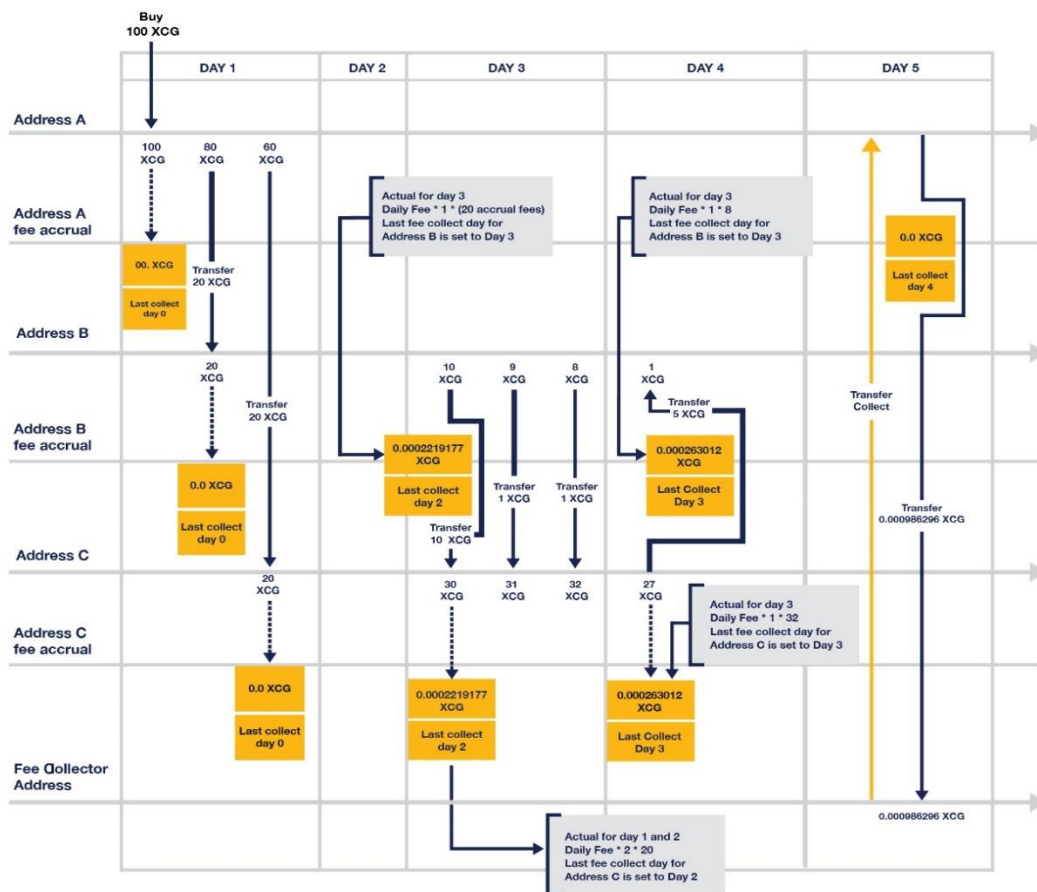 Buy
100 XCG
DAY 1
DAY 2
DAY 3
DAY 4
DAY 5
Address A
100
XCG
80
XCG
60
XCG
Address A
fee accrual
Actual for day 3
Daily Fee * 1 * (20 accrual fees)
Last fee collect day for
Address B is set to Day 3
Actual for day 3
Daily Fee * 1 * 8
Last fee collect day for
Address B is set to Day 3
0.0 XCG
Last collect
day 4
00. XCG
Last collect
day 0
Transfer
20 XCG
Address B
20
XCG
10
XCG
9
XCG
8
XCG
1
XCG
Transfer
5 XCG
Transfer
20 XCG
Transfer
Collect
Address B
fee accrual
0.0002219177
XCG
Last collect
day 2
0.000263012
XCG
Last Collect
Day 3
0.0 XCG
Last collect
day 0
Transfer
10 XCG
Transfer
1 XCG
Transfer
1 XCG
Transfer
0.000986296 XCG
Address C
20
XCG
30
XCG
31
XCG
32
XCG
27
XCG
Actual for day 3
Daily Fee * 1 * 32
Last fee collect day for
Address C is set to Day 3
Address C
fee accrual
0.0 XCG
Last collect
day 0
0.0002219177
XCG
Last collect
day 2
0.000263012
XCG
Last Collect
Day 3
Fee Collector
Address
0.000986296 XCG
Actual for day 1 and 2
Daily Fee * 2 * 20
Last fee collect day for
Address C is set to Day 2